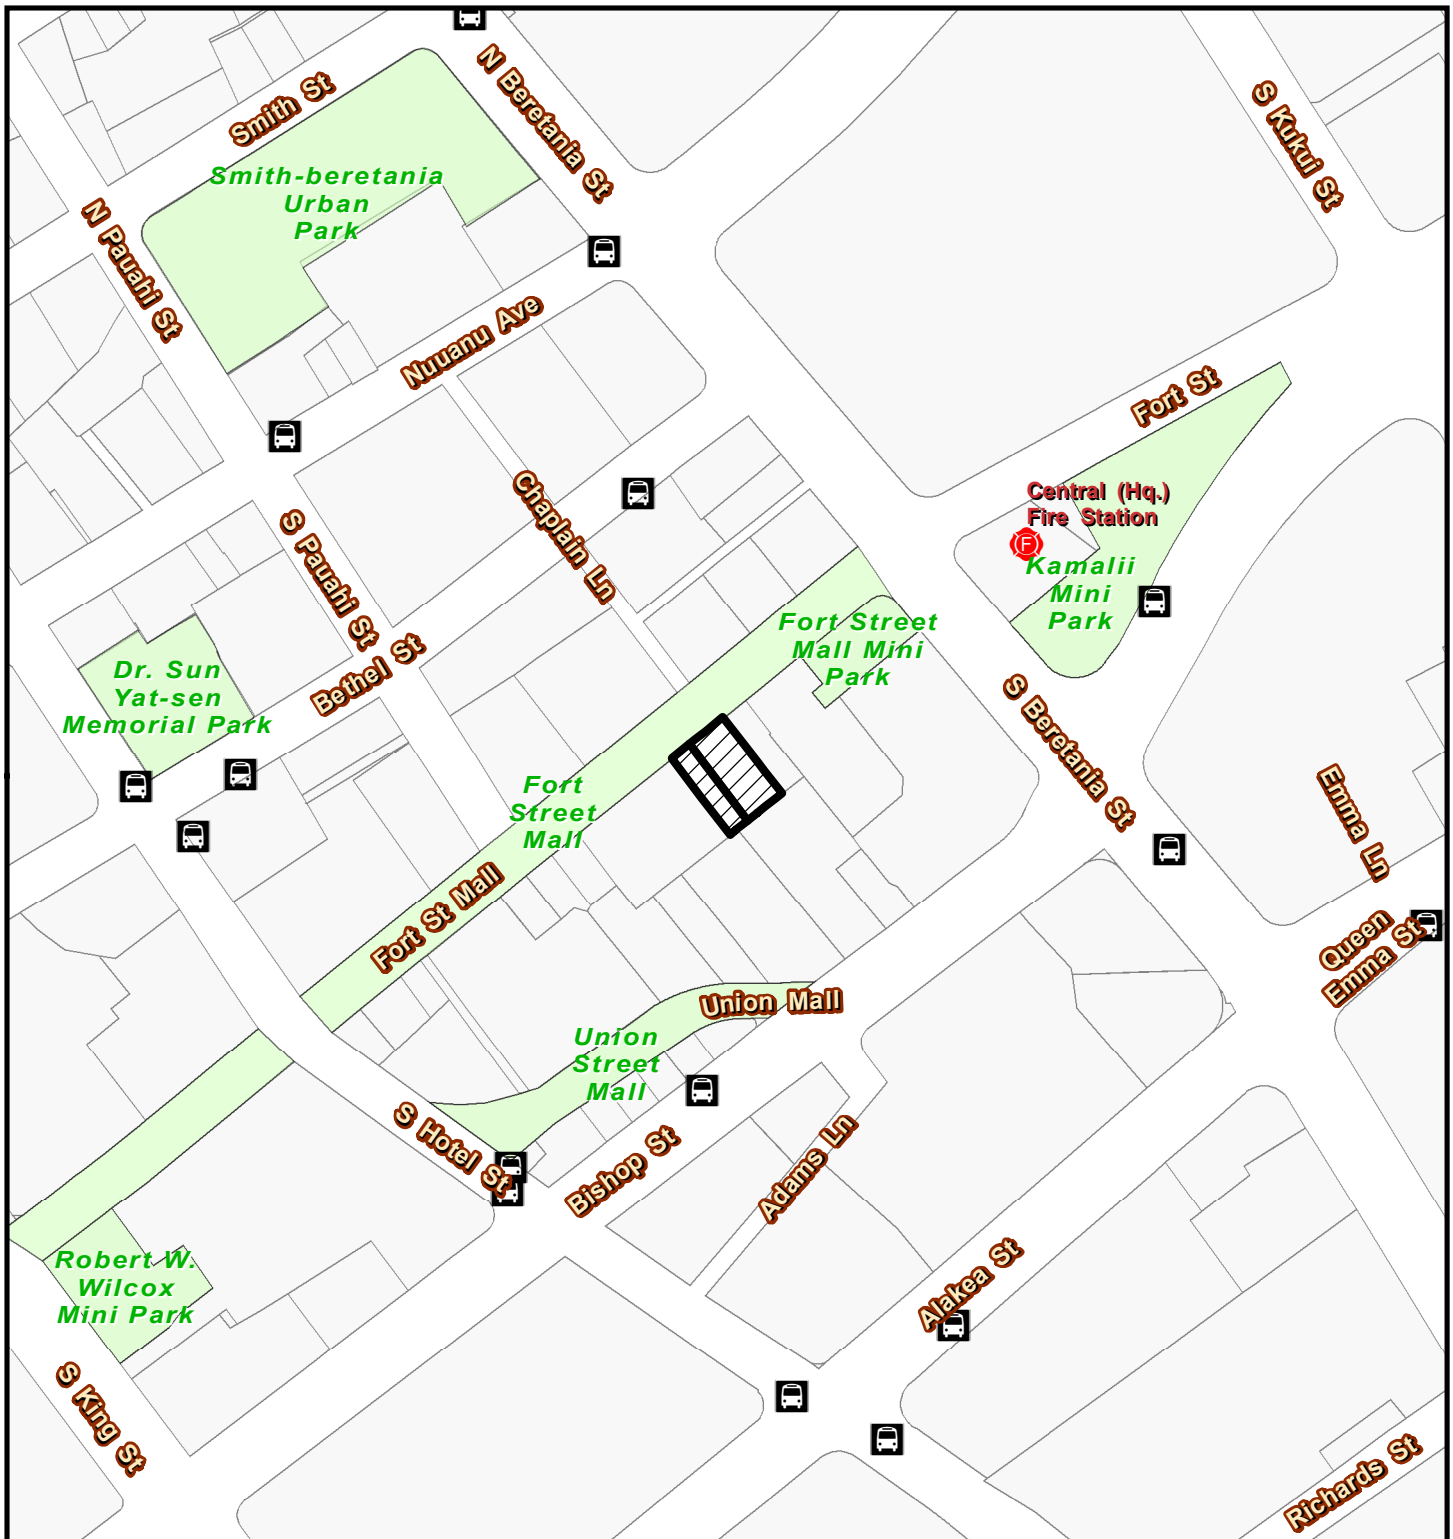 N Beretania St
Smith St
S Kukui St
Smith-beretania
Urban
Park
N Pauahi St
Nuuanu Ave
Fort St
Central (Hq.)
Fire Station
F
Kamalii
Mini
Park
Chaplain Ln
S Pauahi St
Bethel St
Fort Street
Mall Mini
Park
Dr. Sun
Yat-sen
Memorial Park
S Beretania St
Fort
Street
Mall
Emma Ln
Fort St Mall
Queen
Emma St
Union Mall
Union
Street
Mall
S Hotel St
Bishop St
Adams Ln
Robert W.
Wilcox
Mini Park
Alakea St
S King St
Richards St